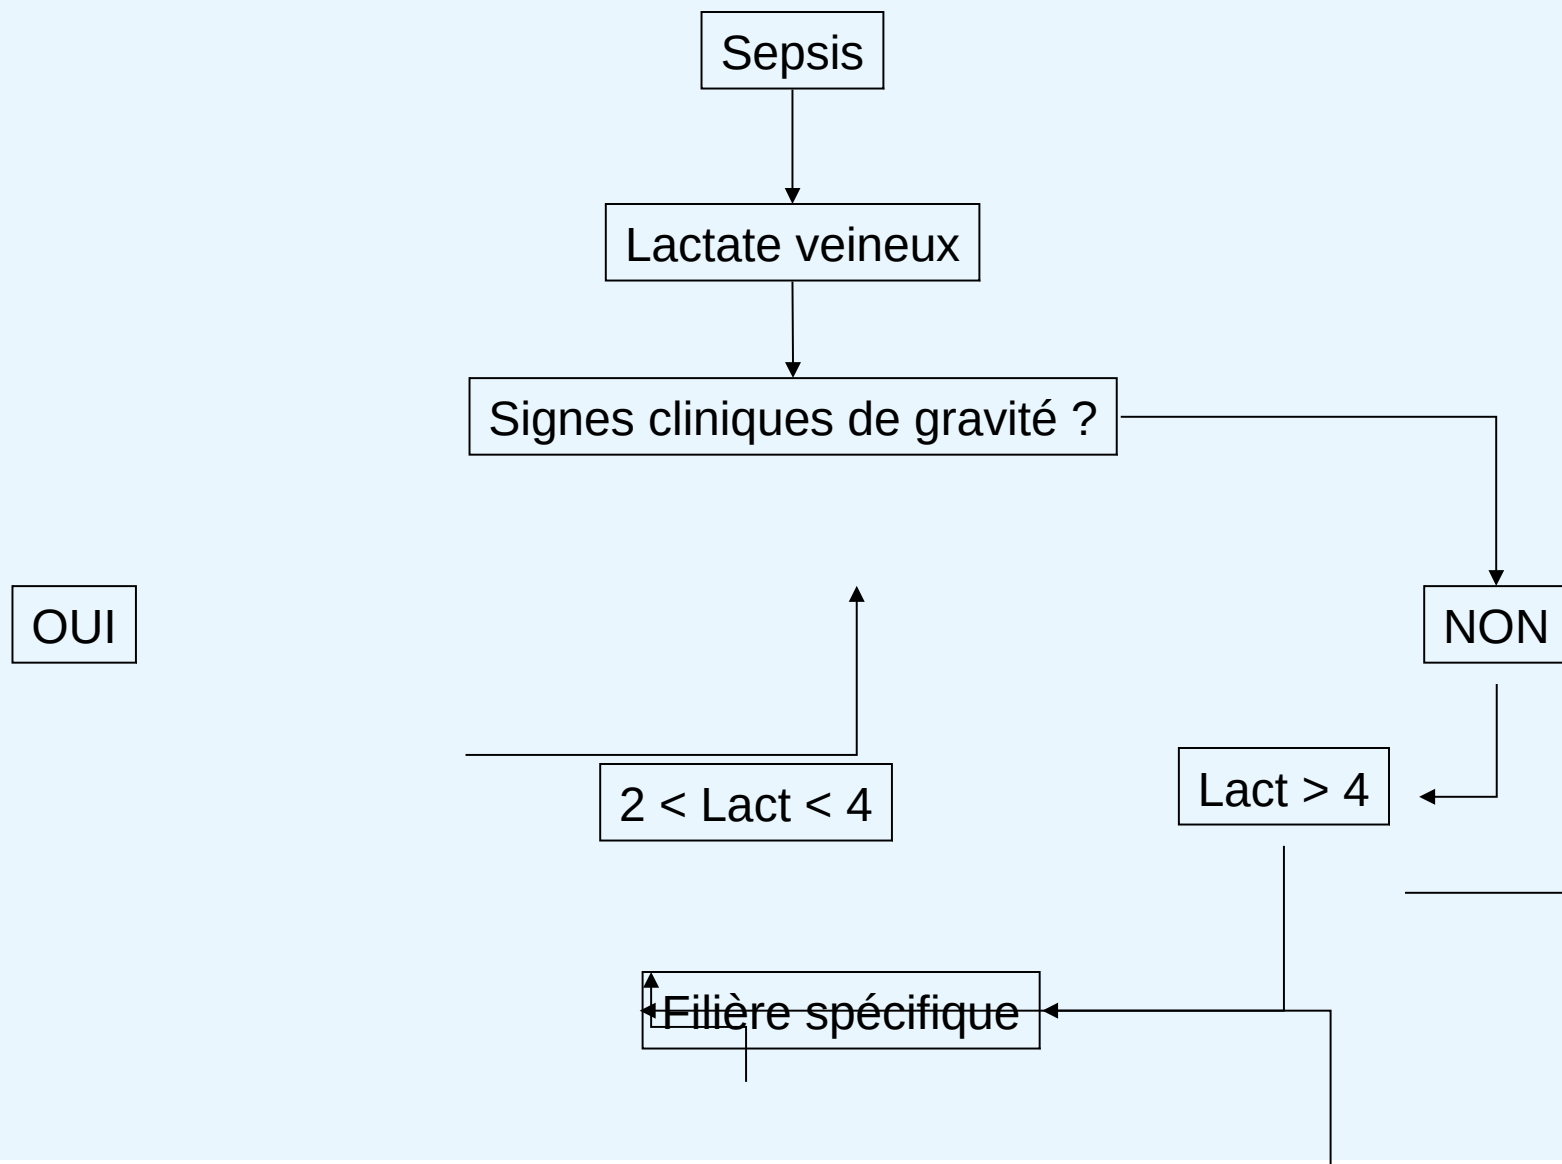 Sepsis
Lactate veineux
Signes cliniques de gravité ?
OUI
NON
Lact > 4
2 < Lact < 4
Filière spécifique